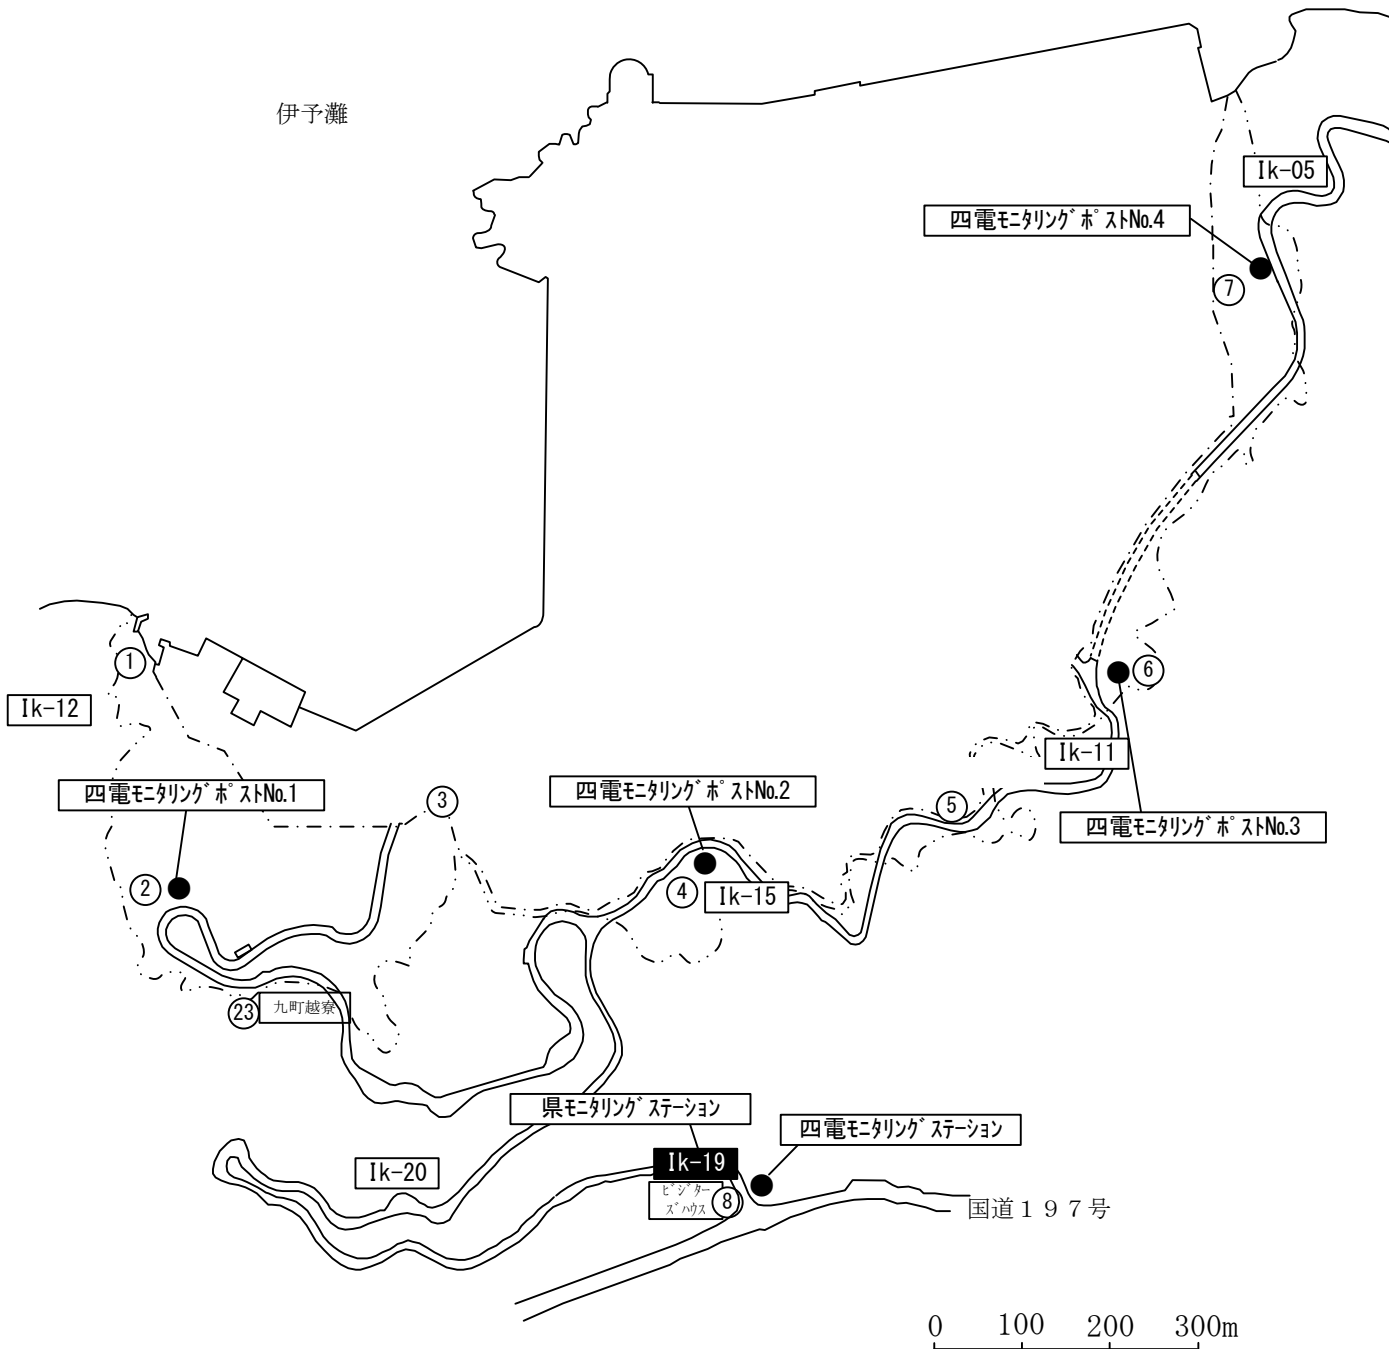 伊予灘
Ik-05
四電ﾓﾆﾀﾘﾝｸﾞﾎﾟｽﾄNo.4
⑦
①
⑥
Ik-12
Ik-11
四電ﾓﾆﾀﾘﾝｸﾞﾎﾟｽﾄNo.1
四電ﾓﾆﾀﾘﾝｸﾞﾎﾟｽﾄNo.2
③
⑤
四電ﾓﾆﾀﾘﾝｸﾞﾎﾟｽﾄNo.3
②
④
Ik-15
㉓
九町越寮
県ﾓﾆﾀﾘﾝｸﾞｽﾃｰｼｮﾝ
四電ﾓﾆﾀﾘﾝｸﾞｽﾃｰｼｮﾝ
Ik-20
Ik-19
ﾋﾞｼﾞﾀｰ
ｽﾞﾊｳｽ
⑧
国道１９７号
0 100 200 300m